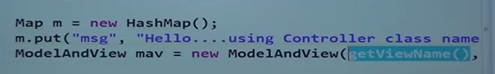 Map m = new HashMap();
m.put("msg", "Hello....using Controller class name
ModelAndView mav = new ModelAndView(getViewName(),